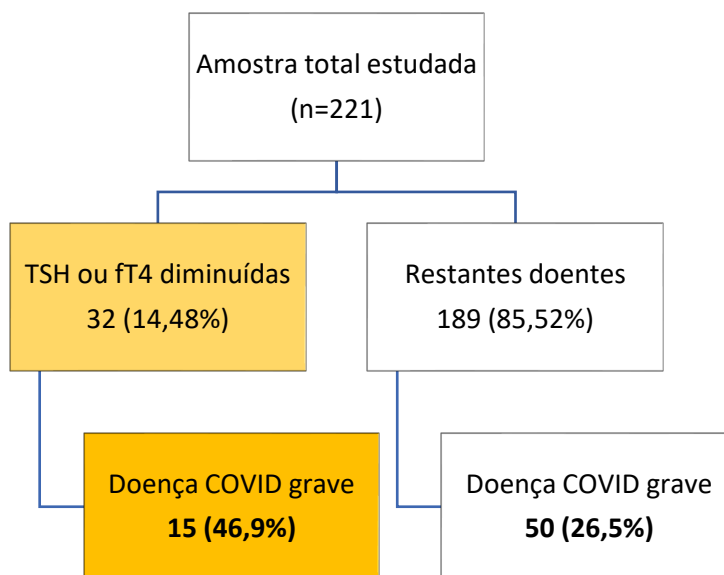 Amostra total estudada
(n=221)
TSH ou fT4 diminuídas
32 (14,48%)
Restantes doentes
189 (85,52%)
Doença COVID grave
15 (46,9%)
Doença COVID grave
50 (26,5%)